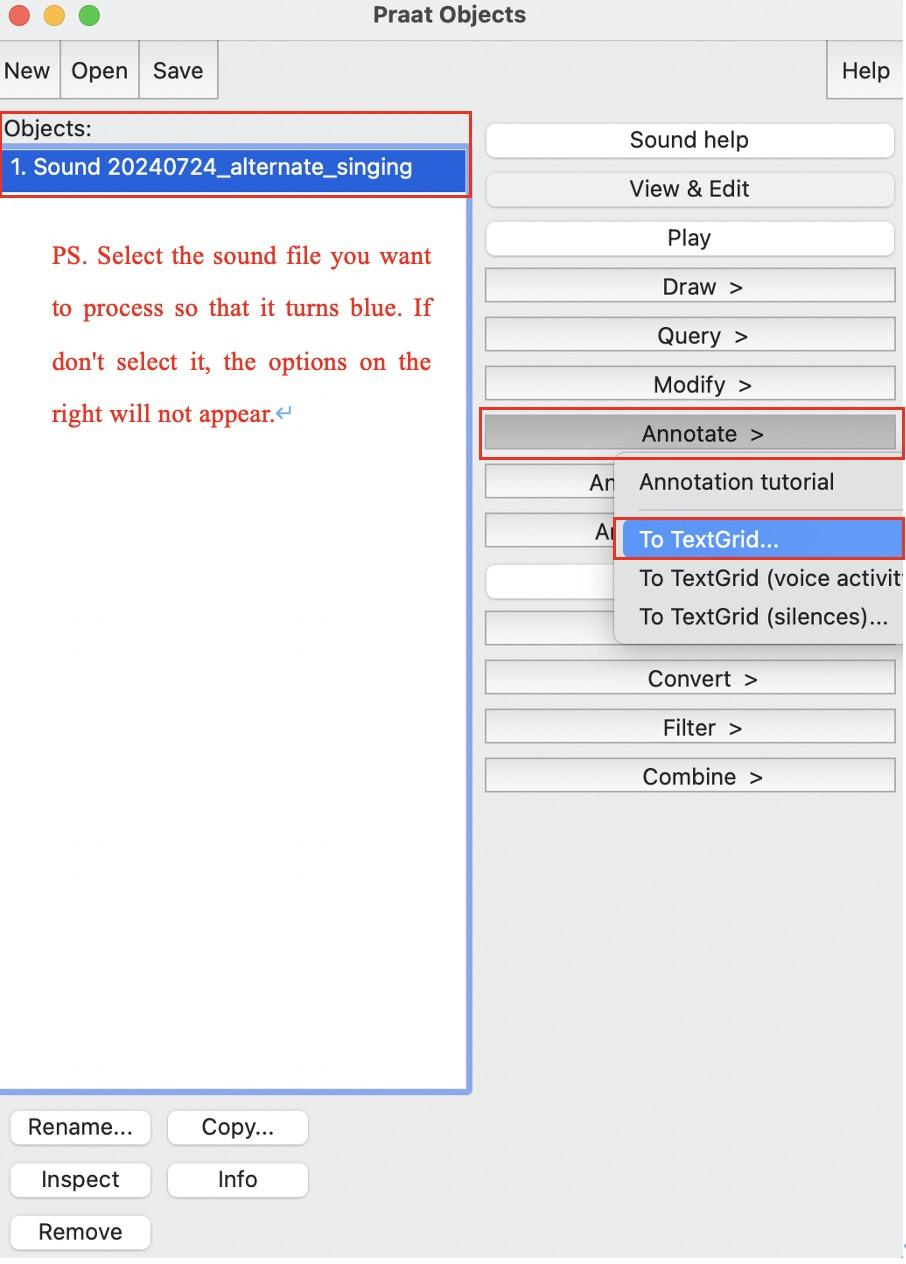 Praat Objects
New Open Save Help
Objects:
1. Sound 20240724_alternate_singing
PS. Select the sound file you want
to process so that it turns blue. If
don't select it, the options on the
right will not appear.↵
Sound help
View & Edit
Play
Draw >
Query >
Modify >
Annotate >
An
Annotation tutorial
To TextGrid...
To TextGrid (voice activit
To TextGrid (silences)...
Convert >
Filter >
Combine >
Rename... Copy...
Inspect Info
Remove